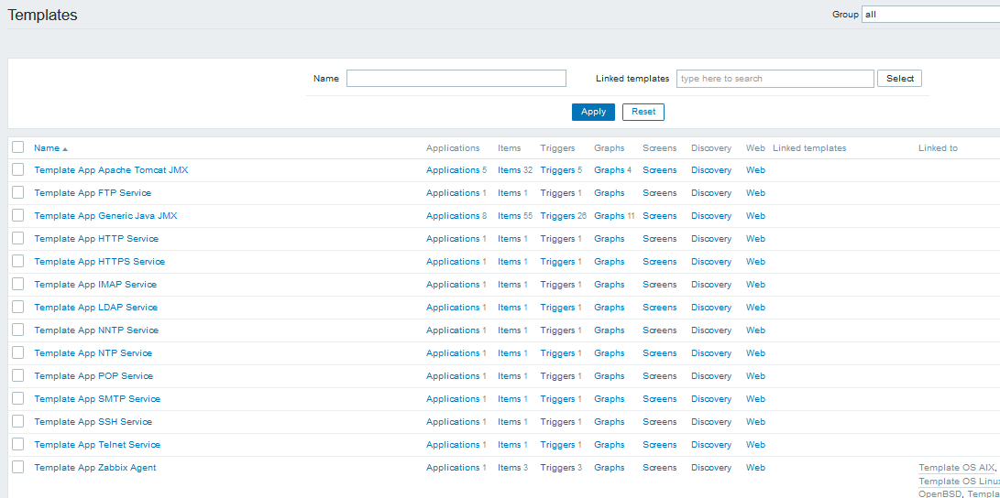 Templates
Group all
Name Linked templates type here to search Select
Apply Reset
Name Applications Items Triggers Graphs Screens Discovery Web Linked templates Linked to
Template App Apache Tomcat JMX Applications 5 Items 32 Triggers 5 Graphs 4 Screens Discovery Web
Template App FTP Service Applications 1 Items 1 Triggers 1 Graphs Screens Discovery Web
Template App Generic Java JMX Applications 8 Items 55 Triggers 26 Graphs 11 Screens Discovery Web
Template App HTTP Service Applications 1 Items 1 Triggers 1 Graphs Screens Discovery Web
Template App HTTPS Service Applications 1 Items 1 Triggers 1 Graphs Screens Discovery Web
Template App IMAP Service Applications 1 Items 1 Triggers 1 Graphs Screens Discovery Web
Template App LDAP Service Applications 1 Items 1 Triggers 1 Graphs Screens Discovery Web
Template App NNTP Service Applications 1 Items 1 Triggers 1 Graphs Screens Discovery Web
Template App NTP Service Applications 1 Items 1 Triggers 1 Graphs Screens Discovery Web
Template App POP Service Applications 1 Items 1 Triggers 1 Graphs Screens Discovery Web
Template App SMTP Service Applications 1 Items 1 Triggers 1 Graphs Screens Discovery Web
Template App SSH Service Applications 1 Items 1 Triggers 1 Graphs Screens Discovery Web
Template App Telnet Service Applications 1 Items 1 Triggers 1 Graphs Screens Discovery Web
Template App Zabbix Agent Applications 1 Items 3 Triggers 3 Graphs Screens Discovery Web Template OS AIX,
Template OS Linu
OpenBSD, Templa